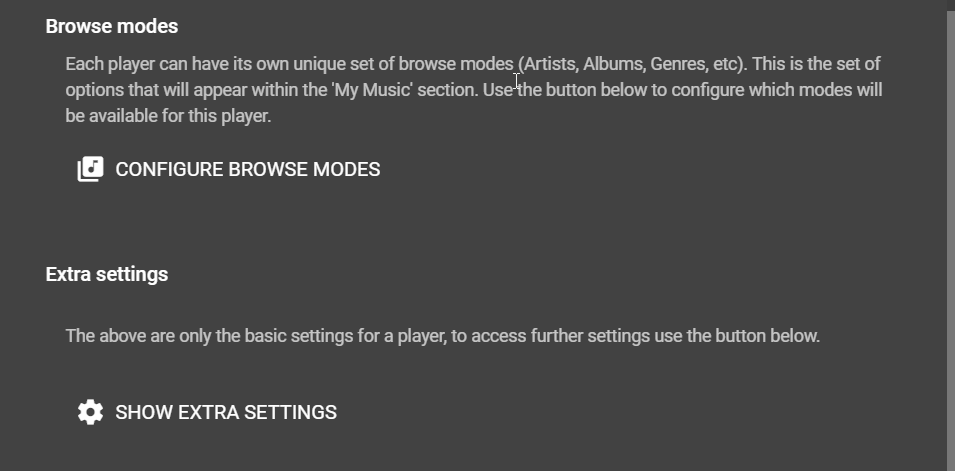 Browse modes
Each player can have its own unique set of browse modes (Artists, Albums, Genres, etc). This is the set of
options that will appear within the 'My Music' section. Use the button below to configure which modes will
be available for this player.
CONFIGURE BROWSE MODES
Extra settings
The above are only the basic settings for a player, to access further settings use the button below.
SHOW EXTRA SETTINGS